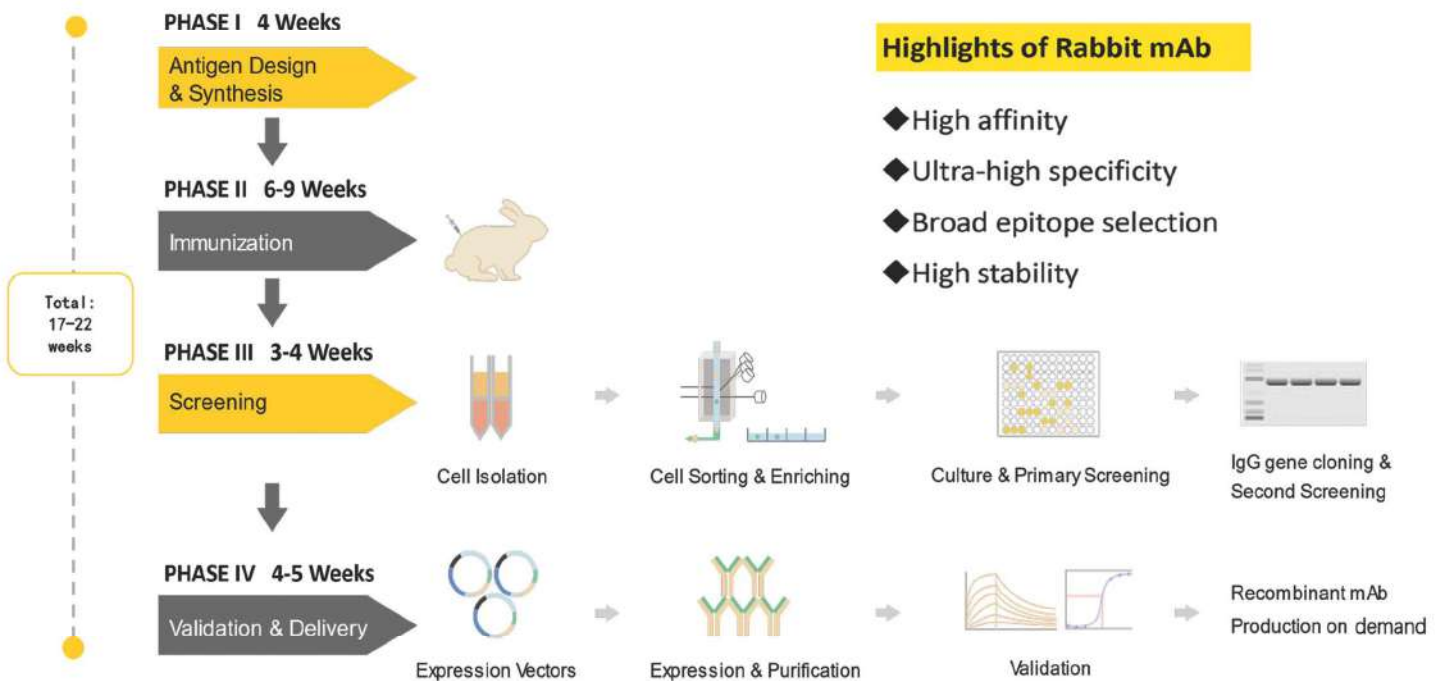 PHASE I 4 Weeks
Antigen Design
& Synthesis
PHASE II 6-9 Weeks
Immunization
Total:
17-22
weeks
PHASE III 3-4 Weeks
Screening
Cell Isolation
Cell Sorting & Enriching
Culture & Primary Screening
IgG gene cloning &
Second Screening
PHASE IV 4-5 Weeks
Validation & Delivery
Expression Vectors
Expression & Purification
Validation
Recombinant mAb
Production on demand
Highlights of Rabbit mAb
◆High affinity
◆Ultra-high specificity
◆Broad epitope selection
◆High stability